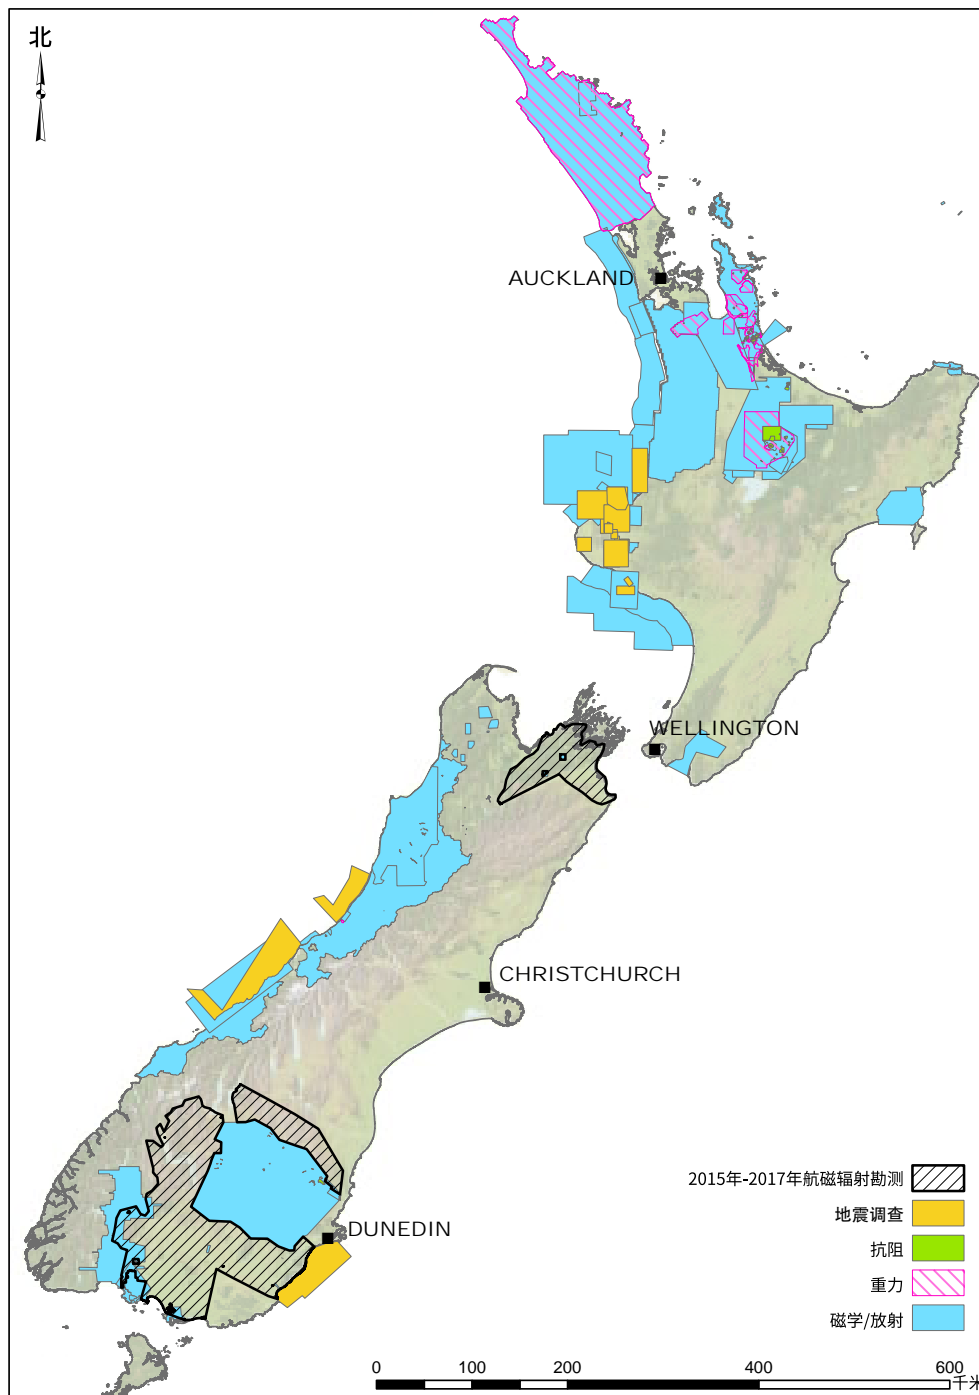 北
AUCKLAND
WELLINGTON
CHRISTCHURCH
DUNEDIN
2015年-2017年航磁辐射勘测
地震调查
抗阻
重力
磁学/放射
0 100 200 400 600
千米